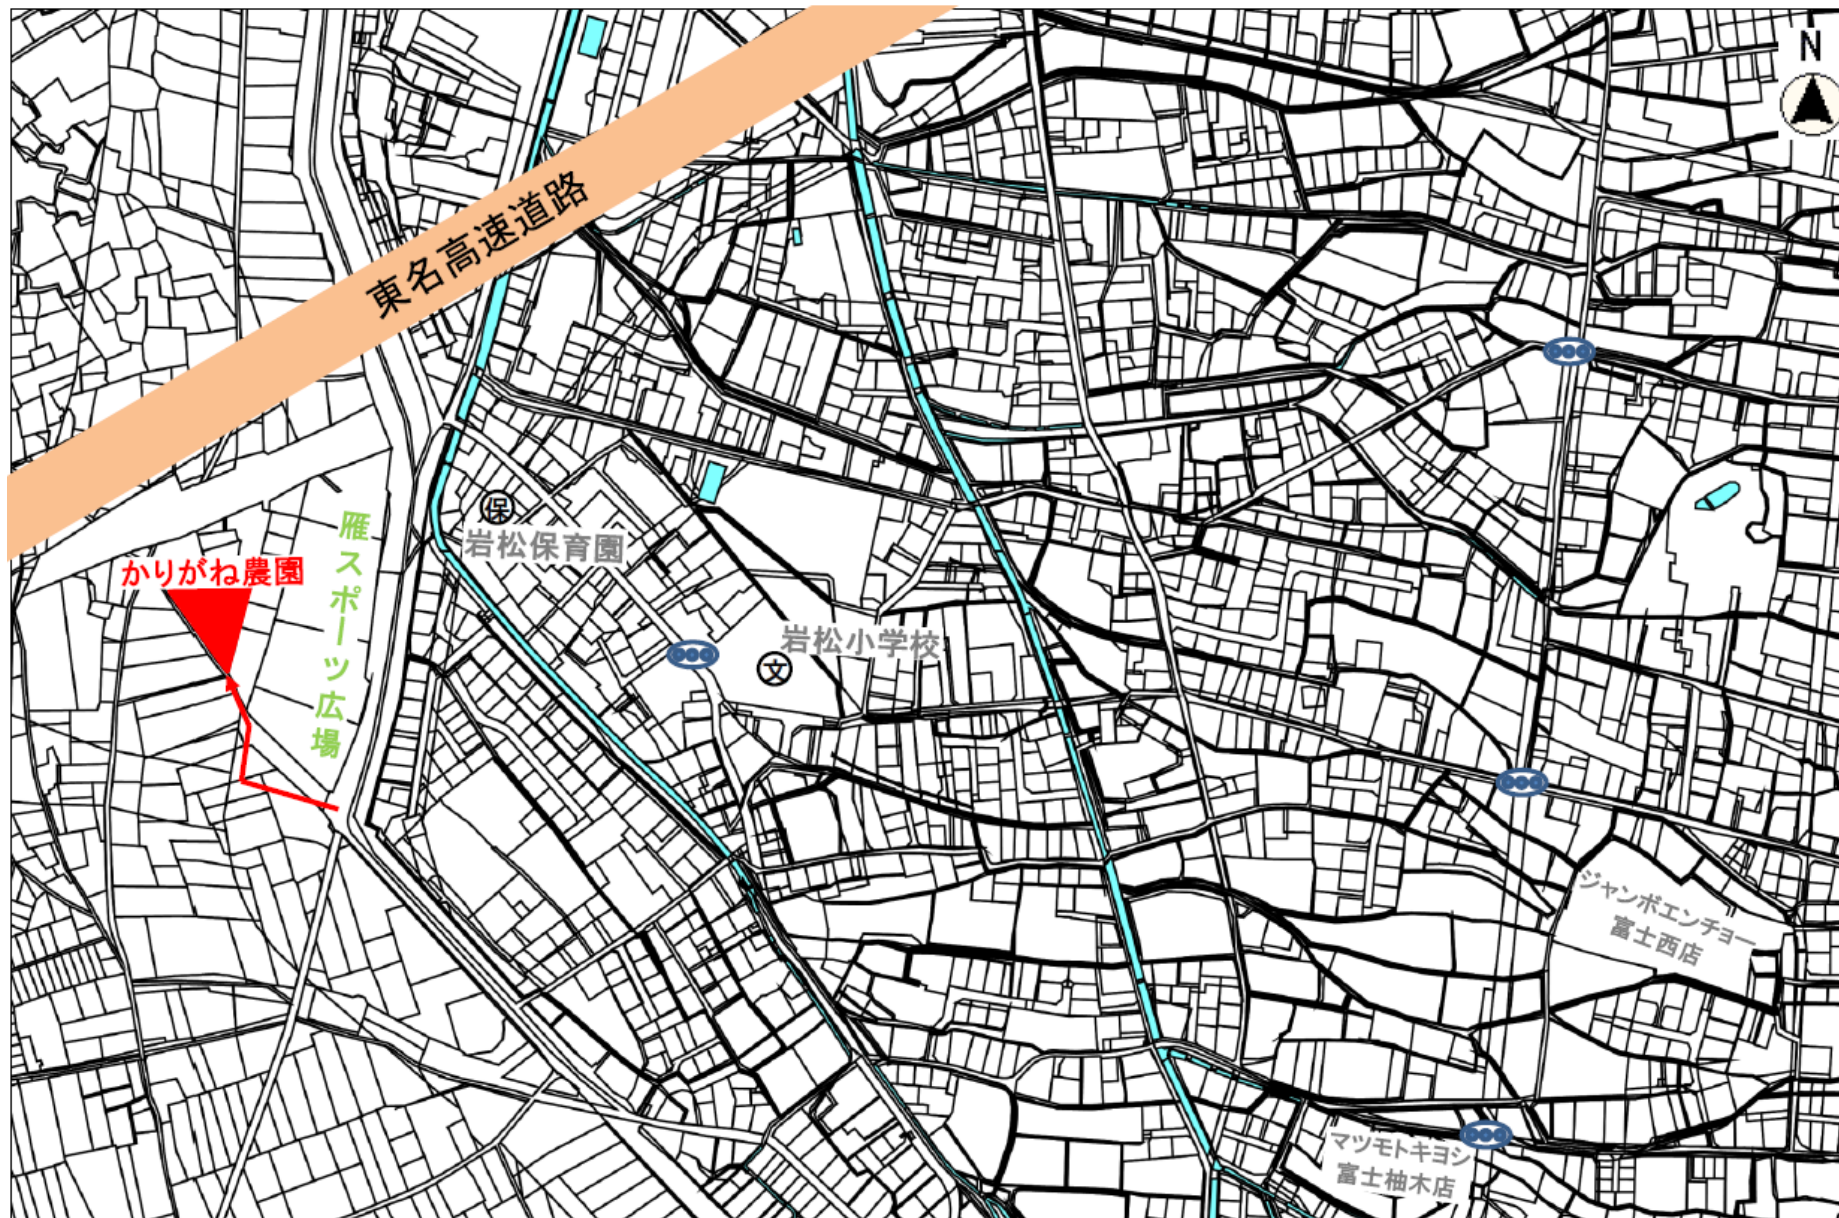 N
東名高速道路
保
岩松保育園
雁スポーツ広場
かりがね農園
岩松小学校
文
ジャンボエンチョー
富士西店
マツモトキヨシ
富士柚木店